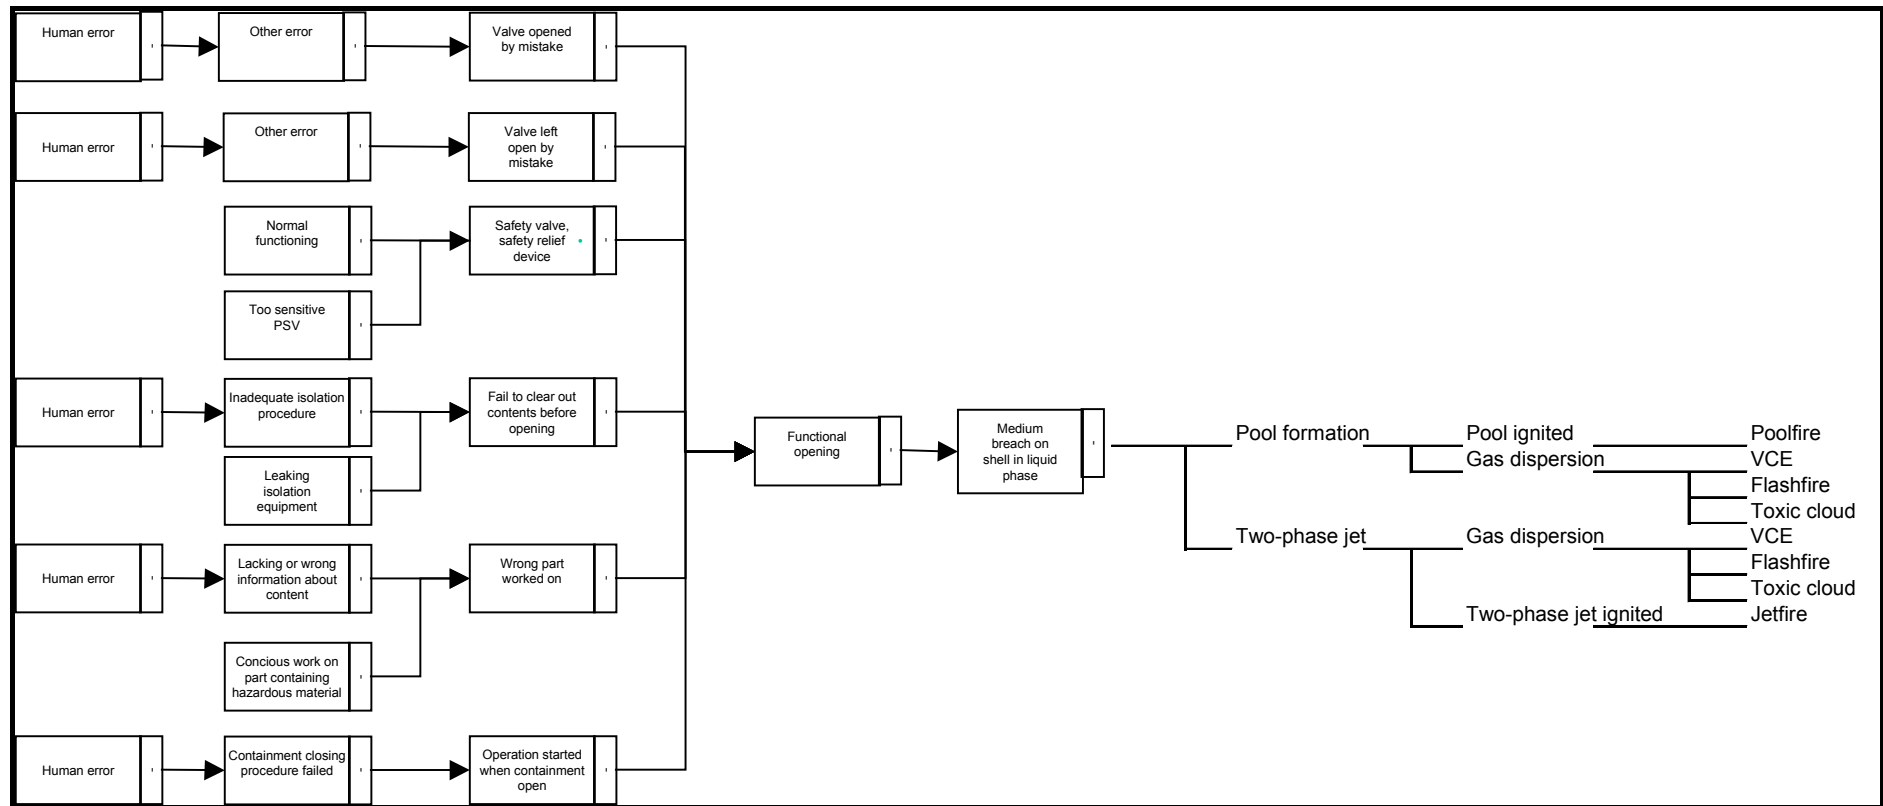 Human error
Other error
Valve opened
by mistake
Human error
Other error
Valve left
open by
mistake
Normal
functioning
Safety valve,
safety relief
device
Too sensitive
PSV
Human error
Inadequate isolation
procedure
Fail to clear out
contents before
opening
Leaking
isolation
equipment
Functional
opening
Medium
breach on
shell in liquid
phase
Pool formation
Pool ignited
Poolfire
Gas dispersion
VCE
Flashfire
Toxic cloud
Two-phase jet
Gas dispersion
VCE
Flashfire
Toxic cloud
Two-phase jet ignited
Jetfire
Human error
Lacking or wrong
information about
content
Wrong part
worked on
Concious work on
part containing
hazardous material
Human error
Containment closing
procedure failed
Operation started
when containment
open